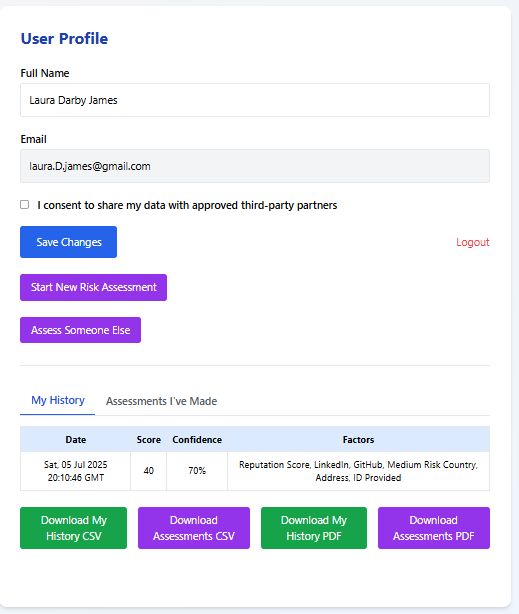 User Profile
Full Name
Laura Darby James
Email
laura.D.james@gmail.com
I consent to share my data with approved third-party partners
Save Changes
Logout
Start New Risk Assessment
Assess Someone Else
My History
Assessments I've Made
Date
Score
Confidence
Factors
Sat, 05 Jul 2025
20:10:46 GMT
40
70%
Reputation Score, LinkedIn, GitHub, Medium Risk Country,
Address, ID Provided
Download My
History CSV
Download
Assessments CSV
Download My
History PDF
Download
Assessments PDF